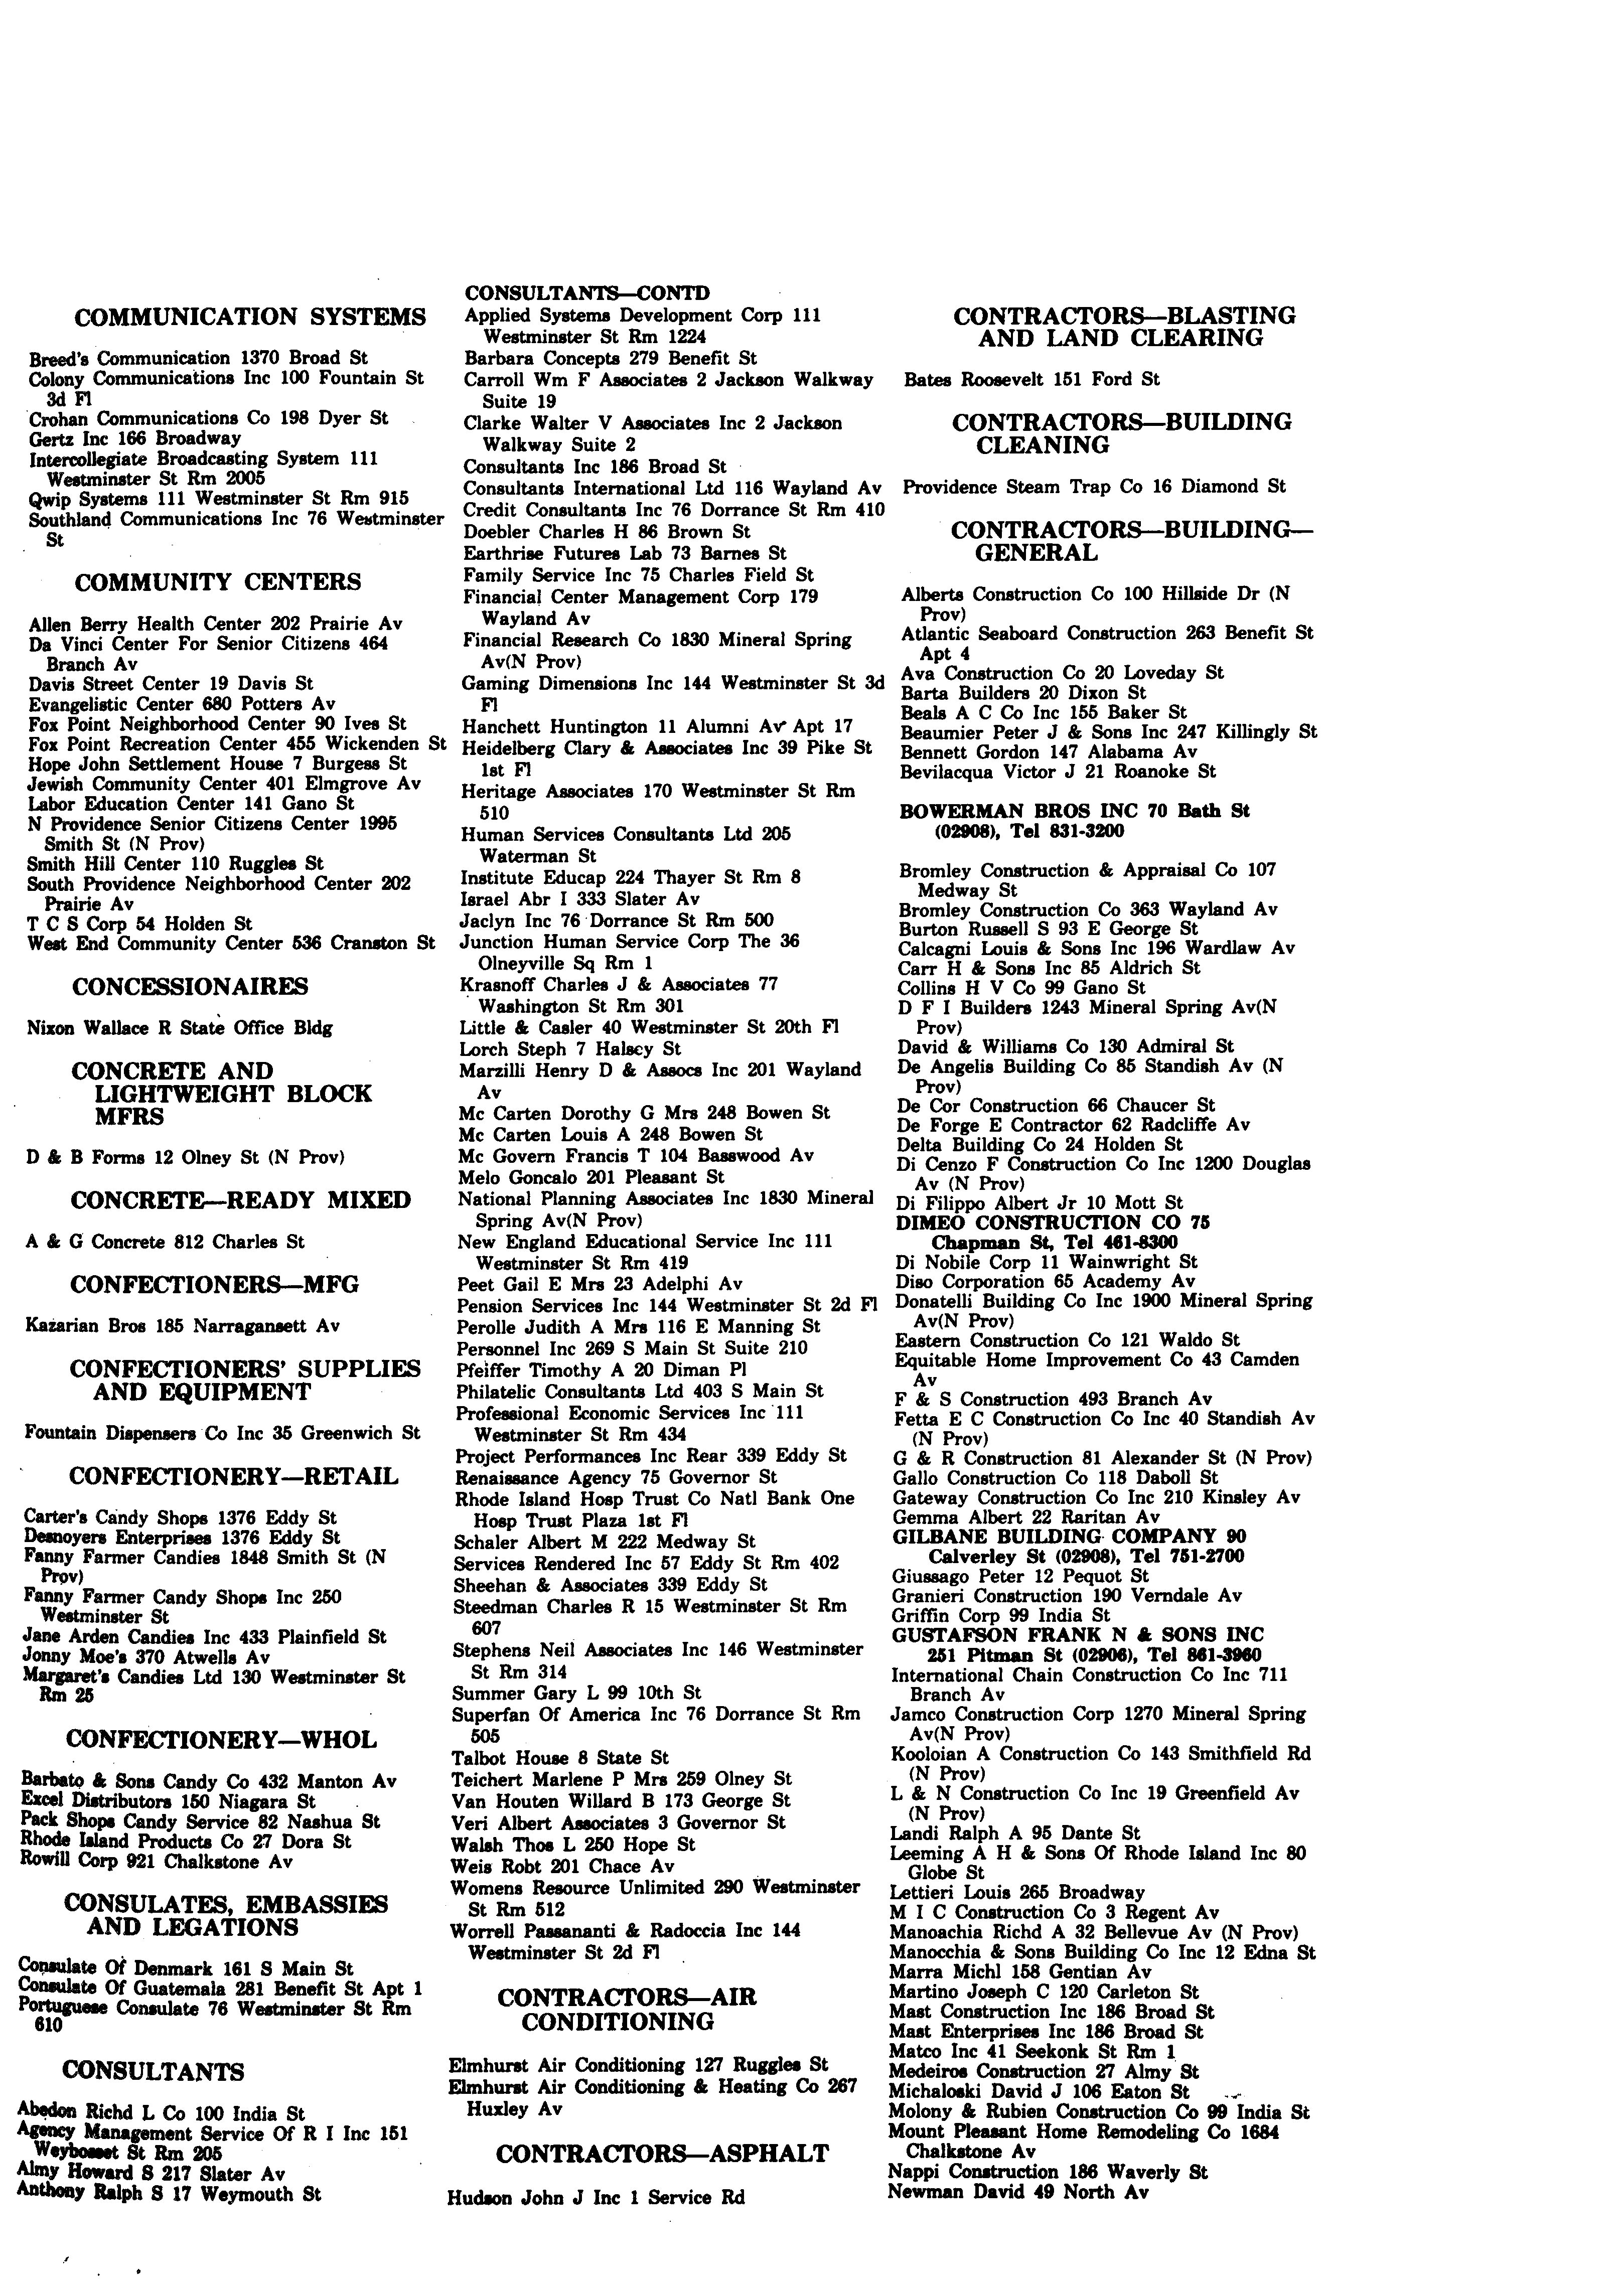 COMMUNICATION SYSTEMS
Breed's Communication 1370 Broad St
Colony Communications Inc 100 Fountain St
3d Fl
Crohan Communications Co 198 Dyer St
Gertz Inc 166 Broadway
Intercollegiate Broadcasting System 111
Westminster St Rm 2005
Qwip Systems 111 Westminster St Rm 915
Southland Communications Inc 76 Westminster
St
COMMUNITY CENTERS
Allen Berry Health Center 202 Prairie Av
Da Vinci Center For Senior Citizens 464
Branch Av
Davis Street Center 19 Davis St
Evangelistic Center 680 Potters Av
Fox Point Neighborhood Center 90 Ives St
Fox Point Recreation Center 455 Wickenden St
Hope John Settlement House 7 Burgess St
Jewish Community Center 401 Elmgrove Av
Labor Education Center 141 Gano St
N Providence Senior Citizens Center 1995
Smith St (N Prov)
Smith Hill Center 110 Ruggles St
South Providence Neighborhood Center 202
Prairie Av
T C S Corp 54 Holden St
West End Community Center 536 Cranston St
CONCESSIONAIRES
Nixon Wallace R State Office Bldg
CONCRETE AND
LIGHTWEIGHT BLOCK
MFRS
D & B Forms 12 Olney St (N Prov)
CONCRETE—READY MIXED
A & G Concrete 812 Charles St
CONFECTIONERS—MFG
Kazarian Bros 185 Narragansett Av
CONFECTIONERS' SUPPLIES
AND EQUIPMENT
Fountain Dispensers Co Inc 35 Greenwich St
CONFECTIONERY—RETAIL
Carter's Candy Shops 1376 Eddy St
Desnoyers Enterprises 1376 Eddy St
Fanny Farmer Candies 1848 Smith St (N
Prov)
Fanny Farmer Candy Shops Inc 250
Westminster St
Jane Arden Candies Inc 433 Plainfield St
Jonny Moe's 370 Atwells Av
Margaret's Candies Ltd 130 Westminster St
Rm 25
CONFECTIONERY—WHOL
Barbato & Sons Candy Co 432 Manton Av
Excel Distributors 150 Niagara St
Pack Shops Candy Service 82 Nashua St
Rhode Island Products Co 27 Dora St
Rowill Corp 921 Chalkstone Av
CONSULATES, EMBASSIES
AND LEGATIONS
Consulate Of Denmark 161 S Main St
Consulate Of Guatemala 281 Benefit St Apt 1
Portuguese Consulate 76 Westminster St Rm
610
CONSULTANTS
Abedon Richd L Co 100 India St
Agency Management Service Of R I Inc 151
Weybosset St Rm 205
Almy Howard S 217 Slater Av
Anthony Ralph S 17 Weymouth St
CONSULTANTS—CONTD
Applied Systems Development Corp 111
Westminster St Rm 1224
Barbara Concepts 279 Benefit St
Carroll Wm F Associates 2 Jackson Walkway
Suite 19
Clarke Walter V Associates Inc 2 Jackson
Walkway Suite 2
Consultants Inc 186 Broad St
Consultants International Ltd 116 Wayland Av
Credit Consultants Inc 76 Dorrance St Rm 410
Doebler Charles H 86 Brown St
Earthrise Futures Lab 73 Barnes St
Family Service Inc 75 Charles Field St
Financial Center Management Corp 179
Wayland Av
Financial Research Co 1830 Mineral Spring
Av(N Prov)
Gaming Dimensions Inc 144 Westminster St 3d
Fl
Hanchett Huntington 11 Alumni Av Apt 17
Heidelberg Clary & Associates Inc 39 Pike St
1st Fl
Heritage Associates 170 Westminster St Rm
510
Human Services Consultants Ltd 205
Waterman St
Institute Educap 224 Thayer St Rm 8
Israel Abr I 333 Slater Av
Jaclyn Inc 76 Dorrance St Rm 500
Junction Human Service Corp The 36
Olneyville Sq Rm 1
Krasnoff Charles J & Associates 77
Washington St Rm 301
Little & Casler 40 Westminster St 20th Fl
Lorch Steph 7 Halsey St
Marzilli Henry D & Assocs Inc 201 Wayland
Av
Mc Carten Dorothy G Mrs 248 Bowen St
Mc Carten Louis A 248 Bowen St
Mc Govern Francis T 104 Basswood Av
Melo Goncalo 201 Pleasant St
National Planning Associates Inc 1830 Mineral
Spring Av(N Prov)
New England Educational Service Inc 111
Westminster St Rm 419
Peet Gail E Mrs 23 Adelphi Av
Pension Services Inc 144 Westminster St 2d Fl
Perolle Judith A Mrs 116 E Manning St
Personnel Inc 269 S Main St Suite 210
Pfeiffer Timothy A 20 Diman Pl
Philatelic Consultants Ltd 403 S Main St
Professional Economic Services Inc 111
Westminster St Rm 434
Project Performances Inc Rear 339 Eddy St
Renaissance Agency 75 Governor St
Rhode Island Hosp Trust Co Natl Bank One
Hosp Trust Plaza 1st Fl
Schaler Albert M 222 Medway St
Services Rendered Inc 57 Eddy St Rm 402
Sheehan & Associates 339 Eddy St
Steedman Charles R 15 Westminster St Rm
607
Stephens Neil Associates Inc 146 Westminster
St Rm 314
Summer Gary L 99 10th St
Superfan Of America Inc 76 Dorrance St Rm
505
Talbot House 8 State St
Teichert Marlene P Mrs 259 Olney St
Van Houten Willard B 173 George St
Veri Albert Associates 3 Governor St
Walsh Thos L 250 Hope St
Weis Robt 201 Chace Av
Womens Resource Unlimited 290 Westminster
St Rm 512
Worrell Passananti & Radoccia Inc 144
Westminster St 2d Fl
CONTRACTORS—AIR
CONDITIONING
Elmhurst Air Conditioning 127 Ruggles St
Elmhurst Air Conditioning & Heating Co 267
Huxley Av
CONTRACTORS—ASPHALT
Hudson John J Inc 1 Service Rd
CONTRACTORS—BLASTING
AND LAND CLEARING
Bates Roosevelt 151 Ford St
CONTRACTORS—BUILDING
CLEANING
Providence Steam Trap Co 16 Diamond St
CONTRACTORS—BUILDING—
GENERAL
Alberts Construction Co 100 Hillside Dr (N
Prov)
Atlantic Seaboard Construction 263 Benefit St
Apt 4
Ava Construction Co 20 Loveday St
Barta Builders 20 Dixon St
Beals A C Co Inc 155 Baker St
Beaumier Peter J & Sons Inc 247 Killingly St
Bennett Gordon 147 Alabama Av
Bevilacqua Victor J 21 Roanoke St
BOWERMAN BROS INC 70 Bath St
(02908), Tel 831-3200
Bromley Construction & Appraisal Co 107
Medway St
Bromley Construction Co 363 Wayland Av
Burton Russell S 93 E George St
Calcagni Louis & Sons Inc 196 Wardlaw Av
Carr H & Sons Inc 85 Aldrich St
Collins H V Co 99 Gano St
D F I Builders 1243 Mineral Spring Av(N
Prov)
David & Williams Co 130 Admiral St
De Angelis Building Co 85 Standish Av (N
Prov)
De Cor Construction 66 Chaucer St
De Forge E Contractor 62 Radcliffe Av
Delta Building Co 24 Holden St
Di Cenzo F Construction Co Inc 1200 Douglas
Av (N Prov)
Di Filippo Albert Jr 10 Mott St
DIMEO CONSTRUCTION CO 75
Chapman St, Tel 461-8300
Di Nobile Corp 11 Wainwright St
Diso Corporation 65 Academy Av
Donatelli Building Co Inc 1900 Mineral Spring
Av(N Prov)
Eastern Construction Co 121 Waldo St
Equitable Home Improvement Co 43 Camden
Av
F & S Construction 493 Branch Av
Fetta E C Construction Co Inc 40 Standish Av
(N Prov)
G & R Construction 81 Alexander St (N Prov)
Gallo Construction Co 118 Daboll St
Gateway Construction Co Inc 210 Kinsley Av
Gemma Albert 22 Raritan Av
GILBANE BUILDING COMPANY 90
Calverley St (02908), Tel 751-2700
Giussago Peter 12 Pequot St
Granieri Construction 190 Verndale Av
Griffin Corp 99 India St
GUSTAFSON FRANK N & SONS INC
251 Pitman St (02906), Tel 861-3960
International Chain Construction Co Inc 711
Branch Av
Jamco Construction Corp 1270 Mineral Spring
Av(N Prov)
Kooloian A Construction Co 143 Smithfield Rd
(N Prov)
L & N Construction Co Inc 19 Greenfield Av
(N Prov)
Landi Ralph A 95 Dante St
Leeming A H & Sons Of Rhode Island Inc 80
Globe St
Lettieri Louis 265 Broadway
M I C Construction Co 3 Regent Av
Manoachia Richd A 32 Bellevue Av (N Prov)
Manocchia & Sons Building Co Inc 12 Edna St
Marra Michl 158 Gentian Av
Martino Joseph C 120 Carleton St
Mast Construction Inc 186 Broad St
Mast Enterprises Inc 186 Broad St
Matco Inc 41 Seekonk St Rm 1
Medeiros Construction 27 Almy St
Michaloski David J 106 Eaton St
Molony & Rubien Construction Co 99 India St
Mount Pleasant Home Remodeling Co 1684
Chalkstone Av
Nappi Construction 186 Waverly St
Newman David 49 North Av